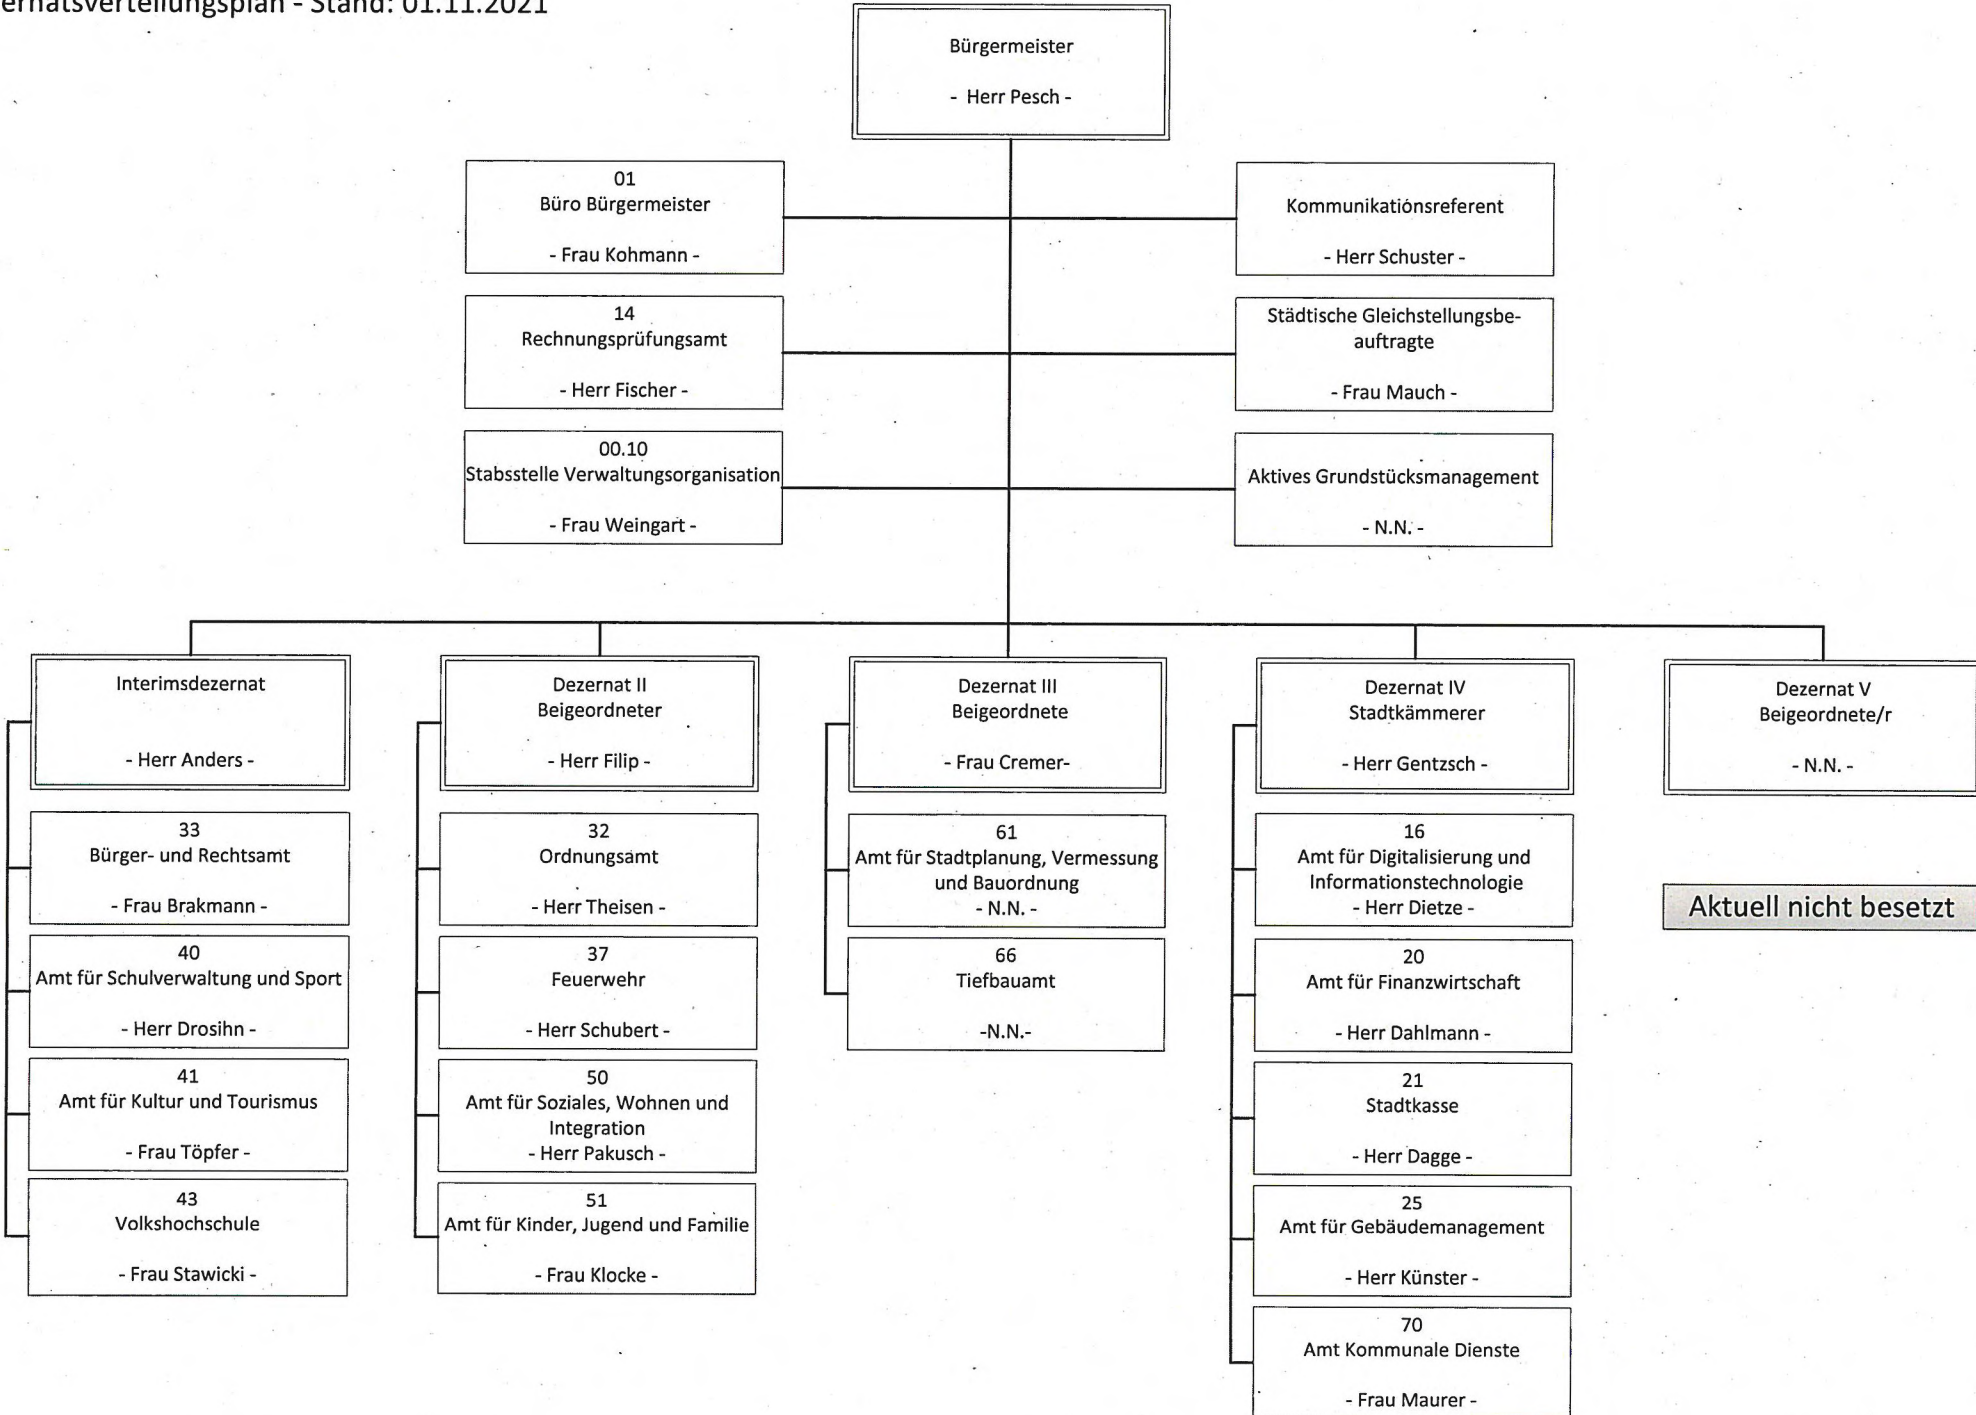 ernatsverteilungsplan - Stand: 01.11.2021
Bürgermeister
- Herr Pesch -
01
Büro Bürgermeister
- Frau Kohmann -
Kommunikationsreferent
- Herr Schuster -
14
Rechnungsprüfungsamt
- Herr Fischer -
Städtische Gleichstellungsbe-
auftragte
- Frau Mauch -
00.10
Stabsstelle Verwaltungsorganisation
- Frau Weingart -
Aktives Grundstücksmanagement
- N.N. -
Interimsdezernat
- Herr Anders -
33
Bürger- und Rechtsamt
- Frau Brakmann -
40
Amt für Schulverwaltung und Sport
- Herr Drosihn -
41
Amt für Kultur und Tourismus
- Frau Töpfer -
43
Volkshochschule
- Frau Stawicki -
Dezernat II
Beigeordneter
- Herr Filip -
32
Ordnungsamt
- Herr Theisen -
37
Feuerwehr
- Herr Schubert -
50
Amt für Soziales, Wohnen und
Integration
- Herr Pakusch -
51
Amt für Kinder, Jugend und Familie
- Frau Klocke -
Dezernat III
Beigeordnete
- Frau Cremer-
61
Amt für Stadtplanung, Vermessung
und Bauordnung
- N.N. -
66
Tiefbauamt
-N.N.-
Dezernat IV
Stadtkämmerer
- Herr Gentzsch -
16
Amt für Digitalisierung und
Informationstechnologie
- Herr Dietze -
20
Amt für Finanzwirtschaft
- Herr Dahlmann -
21
Stadtkasse
- Herr Dagge -
25
Amt für Gebäudemanagement
- Herr Künster -
70
Amt Kommunale Dienste
- Frau Maurer -
Dezernat V
Beigeordnete/r
- N.N. -
Aktuell nicht besetzt